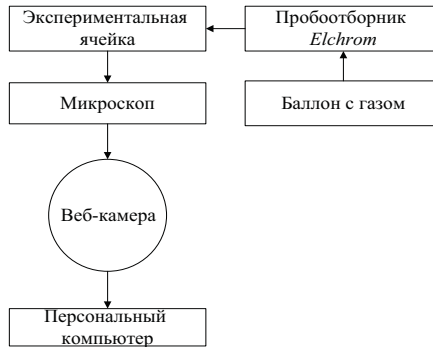 Экспериментальная
ячейка
Пробоотборник
Elchrom
Микроскоп
Баллон с газом
Веб-камера
Персональный
компьютер